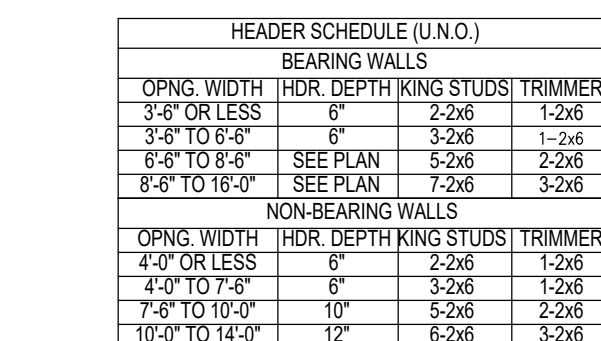 HEADER SCHEDULE (U.N.O.)
BEARING WALLS
OPNG. WIDTH HDR. DEPTH KING STUDS TRIMMER
3'-6" OR LESS 6" 2-2x6 1-2x6
3'-6" TO 6'-6" 6" 3-2x6 1-2x6
6'-6" TO 8'-6" SEE PLAN 5-2x6 2-2x6
8'-6" TO 16'-0" SEE PLAN 7-2x6 3-2x6
NON-BEARING WALLS
OPNG. WIDTH HDR. DEPTH KING STUDS TRIMMER
4'-0" OR LESS 6" 2-2x6 1-2x6
4'-0" TO 7'-6" 6" 3-2x6 1-2x6
7'-6" TO 10'-0" 10" 5-2x6 2-2x6
10'-0" TO 14'-0" 12" 6-2x6 3-2x6